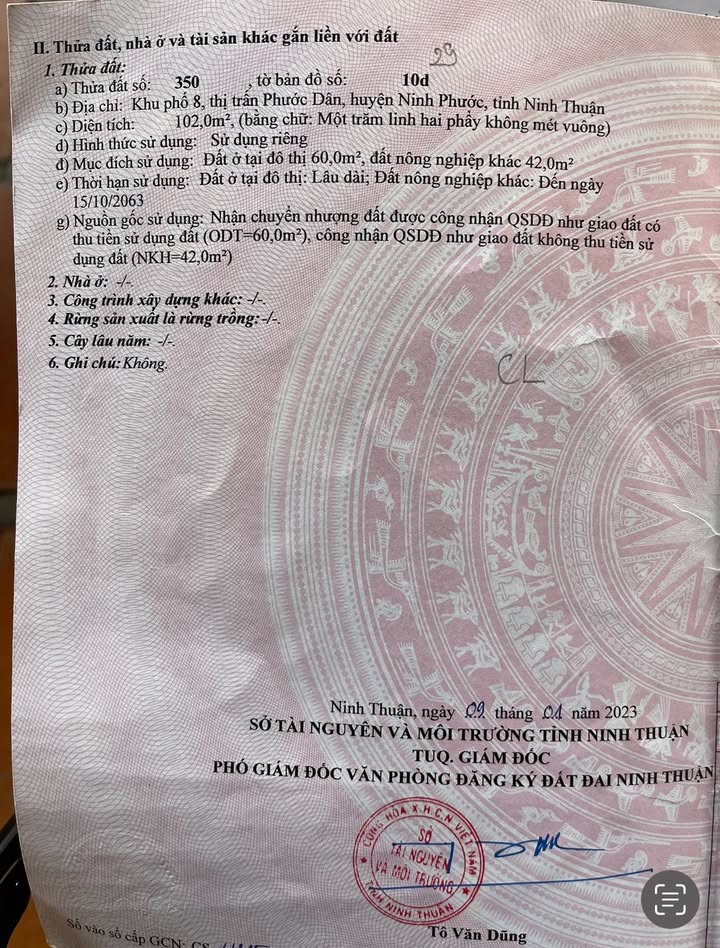 II. Thửa đất, nhà ở và tài sản khác gắn liền với đất
29
1. Thửa đất:
a) Thửa đất số: 350 , tờ bản đồ số: 10d
b) Địa chỉ: Khu phố 8, thị trấn Phước Dân, huyện Ninh Phước, tỉnh Ninh Thuận
c) Diện tích: 102,0m², (bằng chữ: Một trăm linh hai phẩy không mét vuông)
d) Hình thức sử dụng: Sử dụng riêng
đ) Mục đích sử dụng: Đất ở tại đô thị 60,0m², đất nông nghiệp khác 42,0m²
e) Thời hạn sử dụng: Đất ở tại đô thị: Lâu dài; Đất nông nghiệp khác: Đến ngày
15/10/2063
g) Nguồn gốc sử dụng: Nhận chuyển nhượng đất được công nhận QSDĐ như giao đất có
thu tiền sử dụng đất (ODT=60,0m²), công nhận QSDĐ như giao đất không thu tiền sử
dụng đất (NKH=42,0m²)
2. Nhà ở: -/-.
3. Công trình xây dựng khác: -/-.
4. Rừng sản xuất là rừng trồng: -/-.
5. Cây lâu năm: -/-.
6. Ghi chú: Không.
CL
Ninh Thuận, ngày 09 tháng 01 năm 2023
SỞ TÀI NGUYÊN VÀ MÔI TRƯỜNG TỈNH NINH THUẬN
TUQ. GIÁM ĐỐC
PHÓ GIÁM ĐỐC VĂN PHÒNG ĐĂNG KÝ ĐẤT ĐAI NINH THUẬN
CỘNG HÒA X.H.C.N VIỆT NAM
SỞ
TÀI NGUYÊN
VÀ MÔI TRƯỜNG
TỈNH NINH THUẬN
Tô Văn Dũng
Số vào sổ cấp GCN: CS